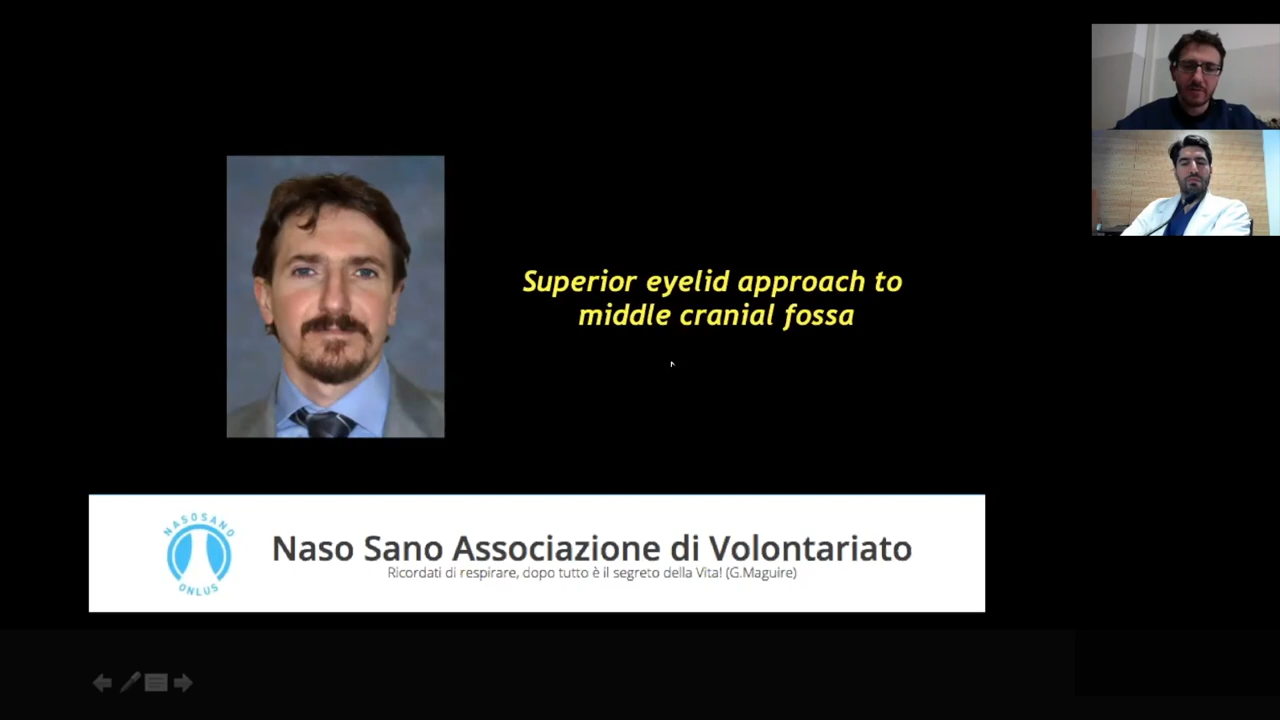 Superior eyelid approach to
middle cranial fossa
NASOSANO
ONLUS
Naso Sano Associazione di Volontariato
Ricordati di respirare, dopo tutto è il segreto della Vita! (G.Maguire)